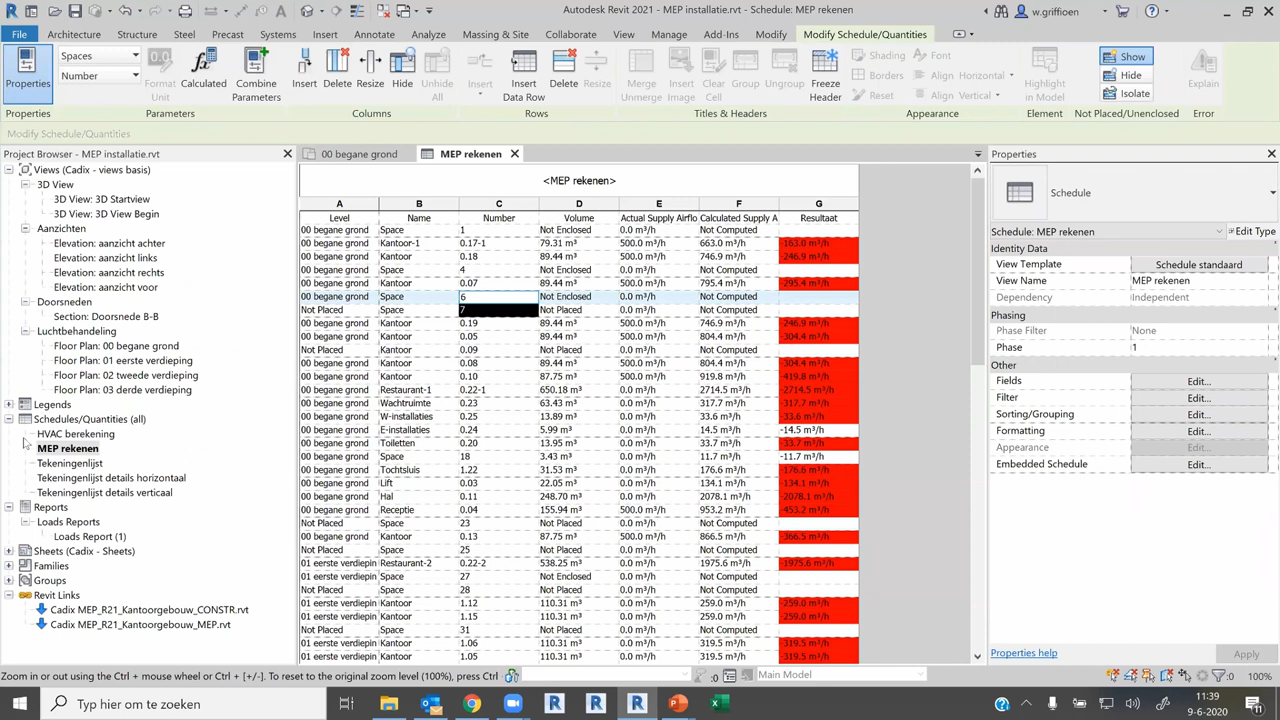 Autodesk Revit 2021 - MEP installatie.rvt - Schedule: MEP rekenen
w.griffioen
File Architecture Structure Steel Precast Systems Insert Annotate Analyze Massing & Site Collaborate View Manage Add-Ins Modify Modify Schedule/Quantities
Spaces
Number
Properties
Format
Unit
Calculated
Combine
Parameters
Insert
Delete
Resize
Hide
Unhide
All
Insert
Insert
Data Row
Delete
Resize
Merge
Unmerge
Insert
Image
Clear
Cell
Group
Ungroup
Freeze
Header
Shading
Borders
Reset
Font
Align Horizontal
Align Vertical
Highlight
in Model
Show
Hide
Isolate
Explain
Properties Parameters Columns Rows Titles & Headers Appearance Element Not Placed/Unenclosed Error
Modify Schedule/Quantities
Project Browser - MEP installatie.rvt
Views (Cadix - views basis)
3D View
3D View: 3D Startview
3D View: 3D View Begin
Aanzichten
Elevation: aanzicht achter
Elevation: aanzicht links
Elevation: aanzicht rechts
Elevation: aanzicht voor
Doorsneden
Section: Doorsnede B-B
Luchtbehandeling
Floor Plan: 00 begane grond
Floor Plan: 01 eerste verdieping
Floor Plan: 02 tweede verdieping
Floor Plan: 03 derde verdieping
Legends
Schedules/Quantities (all)
HVAC berekening
MEP rekenen
Tekeningenlijst
Tekeningenlijst details horizontaal
Tekeningenlijst details verticaal
Reports
Loads Reports
Loads Report (1)
Sheets (Cadix - Sheets)
Families
Groups
Revit Links
Cadix MEP_R21_Kantoorgebouw_CONSTR.rvt
Cadix MEP_R21_Kantoorgebouw_MEP.rvt
00 begane grond
MEP rekenen
<MEP rekenen>
A B C D E F G
Level Name Number Volume Actual Supply Airflo Calculated Supply A Resultaat
00 begane grond Space 1 Not Enclosed 0.0 m³/h Not Computed
00 begane grond Kantoor-1 0.17-1 79.31 m³ 500.0 m³/h 663.0 m³/h -163.0 m³/h
00 begane grond Kantoor 0.18 89.44 m³ 500.0 m³/h 746.9 m³/h -246.9 m³/h
00 begane grond Space 4 Not Enclosed 0.0 m³/h Not Computed
00 begane grond Kantoor 0.07 89.44 m³ 500.0 m³/h 795.4 m³/h -295.4 m³/h
00 begane grond Space 6 Not Enclosed 0.0 m³/h Not Computed
Not Placed Space 7 Not Placed 0.0 m³/h Not Computed
00 begane grond Kantoor 0.19 89.44 m³ 500.0 m³/h 746.9 m³/h -246.9 m³/h
00 begane grond Kantoor 0.05 89.44 m³ 500.0 m³/h 804.4 m³/h -304.4 m³/h
Not Placed Kantoor 0.09 Not Placed 0.0 m³/h Not Computed
00 begane grond Kantoor 0.08 89.44 m³ 500.0 m³/h 804.4 m³/h -304.4 m³/h
00 begane grond Kantoor 0.10 87.75 m³ 500.0 m³/h 919.8 m³/h -419.8 m³/h
00 begane grond Restaurant-1 0.22-1 650.18 m³ 0.0 m³/h 2714.5 m³/h -2714.5 m³/h
00 begane grond Wachtruimte 0.23 63.43 m³ 0.0 m³/h 317.7 m³/h -317.7 m³/h
00 begane grond W-installaties 0.25 13.89 m³ 0.0 m³/h 33.6 m³/h -33.6 m³/h
00 begane grond E-installaties 0.24 5.99 m³ 0.0 m³/h 14.5 m³/h -14.5 m³/h
00 begane grond Toiletten 0.20 13.95 m³ 0.0 m³/h 33.7 m³/h -33.7 m³/h
00 begane grond Space 18 3.43 m³ 0.0 m³/h 11.7 m³/h -11.7 m³/h
00 begane grond Tochtsluis 1.22 31.53 m³ 0.0 m³/h 176.6 m³/h -176.6 m³/h
00 begane grond Lift 0.03 22.05 m³ 0.0 m³/h 134.1 m³/h -134.1 m³/h
00 begane grond Hal 0.11 248.70 m³ 0.0 m³/h 2078.1 m³/h -2078.1 m³/h
00 begane grond Receptie 0.04 155.94 m³ 500.0 m³/h 953.2 m³/h -453.2 m³/h
Not Placed Space 23 Not Placed 0.0 m³/h Not Computed
00 begane grond Kantoor 0.13 87.75 m³ 500.0 m³/h 866.5 m³/h -366.5 m³/h
Not Placed Space 25 Not Placed 0.0 m³/h Not Computed
01 eerste verdiepin Restaurant-2 0.22-2 538.25 m³ 0.0 m³/h 1975.6 m³/h -1975.6 m³/h
01 eerste verdiepin Space 27 Not Enclosed 0.0 m³/h Not Computed
Not Placed Space 28 Not Placed 0.0 m³/h Not Computed
01 eerste verdiepin Kantoor 1.12 110.31 m³ 0.0 m³/h 259.0 m³/h -259.0 m³/h
01 eerste verdiepin Kantoor 1.15 110.31 m³ 0.0 m³/h 259.0 m³/h -259.0 m³/h
Not Placed Space 31 Not Placed 0.0 m³/h Not Computed
01 eerste verdiepin Kantoor 1.06 110.31 m³ 0.0 m³/h 319.5 m³/h -319.5 m³/h
01 eerste verdiepin Kantoor 1.05 110.31 m³ 0.0 m³/h 319.5 m³/h -319.5 m³/h
Properties
Schedule
Schedule: MEP rekenen Edit Type
Identity Data
View Template Schedule standard
View Name MEP rekenen
Dependency Independent
Phasing
Phase Filter None
Phase 1
Other
Fields Edit...
Filter Edit...
Sorting/Grouping Edit...
Formatting Edit...
Appearance Edit...
Embedded Schedule Edit...
Properties help Apply
Zoom in or out: Ctrl + mouse wheel or Ctrl + [+/-]. To reset the original zoom level (100%), press Ctrl
:0 Main Model :0 100%
Typ hier om te zoeken
11:39
9-6-2020